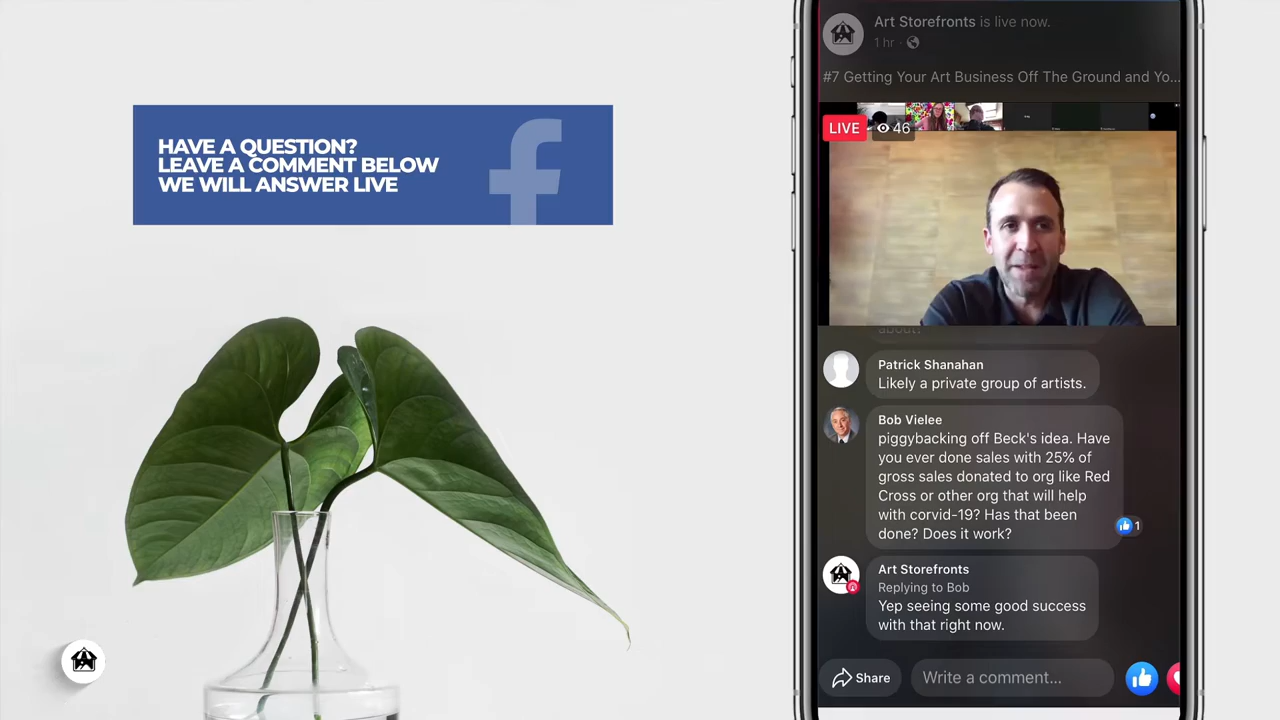 HAVE A QUESTION?
LEAVE A COMMENT BELOW
WE WILL ANSWER LIVE
Art Storefronts is live now.
1 hr ·
#7 Getting Your Art Business Off The Ground and Yo...
LIVE 46
about?
Patrick Shanahan
Likely a private group of artists.
Bob Vielee
piggybacking off Beck's idea. Have
you ever done sales with 25% of
gross sales donated to org like Red
Cross or other org that will help
with corvid-19? Has that been
done? Does it work?
1
Art Storefronts
Replying to Bob
Yep seeing some good success
with that right now.
Share Write a comment...